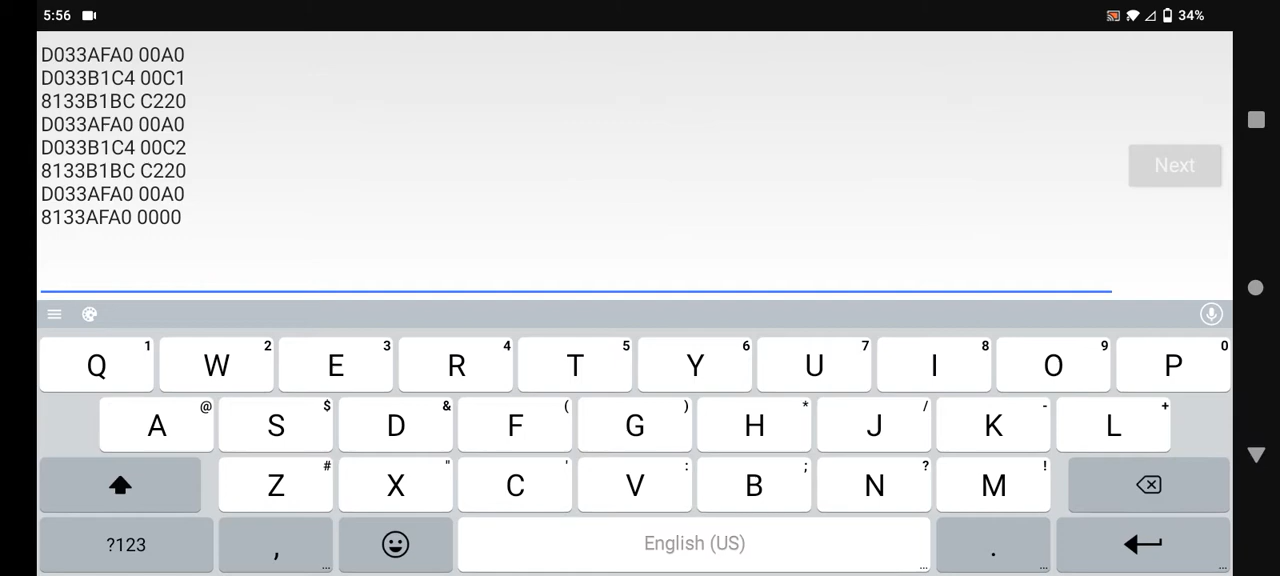 5:56
34%
D033AFA0 00A0
D033B1C4 00C1
8133B1BC C220
D033AFA0 00A0
D033B1C4 00C2
8133B1BC C220
D033AFA0 00A0
8133AFA0 0000
Next
1 2 3 4 5 6 7 8 9 0
Q W E R T Y U I O P
@ $ & ( ) * / - +
A S D F G H J K L
# " ' : ; ? !
Z X C V B N M
?123 , English (US) .
... ... ... ...